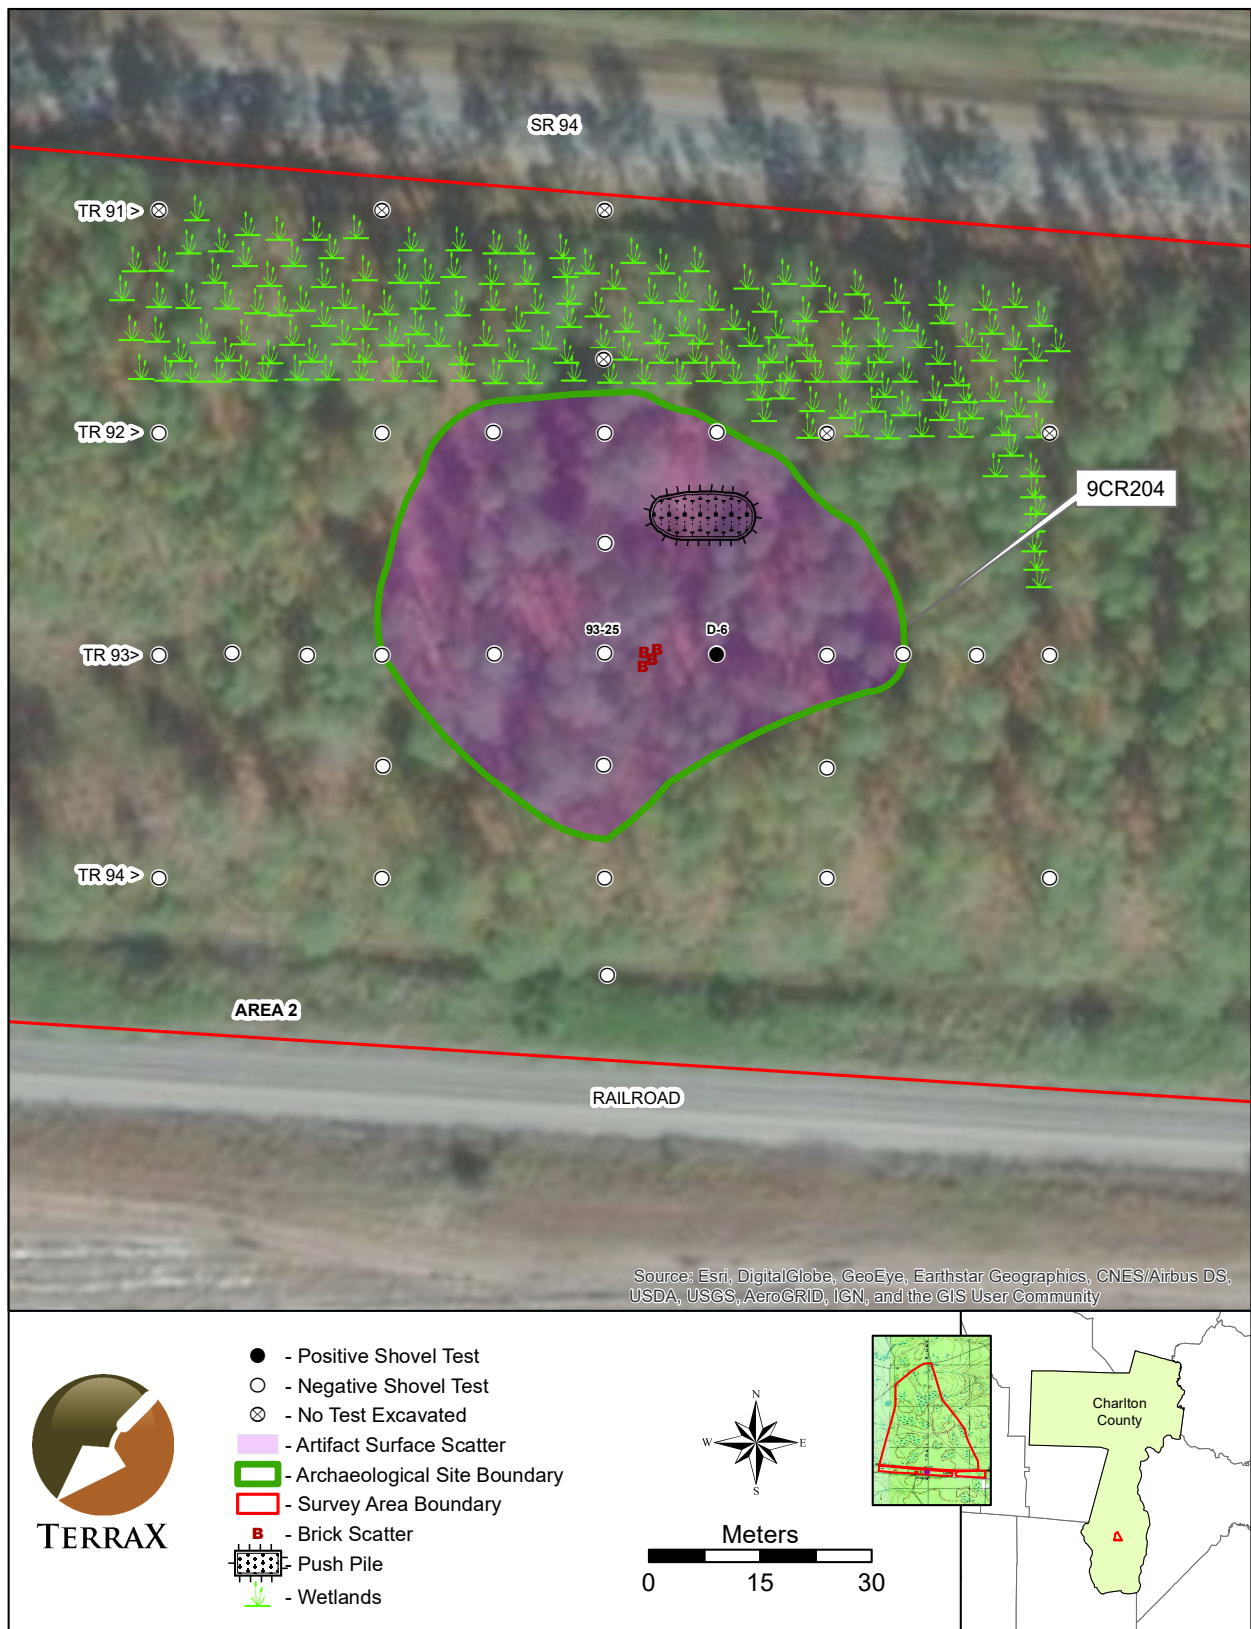 SR 94
TR 91 >
TR 92 >
9CR204
93-25
D-6
TR 93>
B
B
B
B
TR 94 >
AREA 2
RAILROAD
Source: Esri, DigitalGlobe, GeoEye, Earthstar Geographics, CNES/Airbus DS,
USDA, USGS, AeroGRID, IGN, and the GIS User Community
TERRAX
- Positive Shovel Test
- Negative Shovel Test
- No Test Excavated
- Artifact Surface Scatter
- Archaeological Site Boundary
- Survey Area Boundary
B - Brick Scatter
- Push Pile
- Wetlands
N
W E
S
Meters
0 15 30
Charlton
County